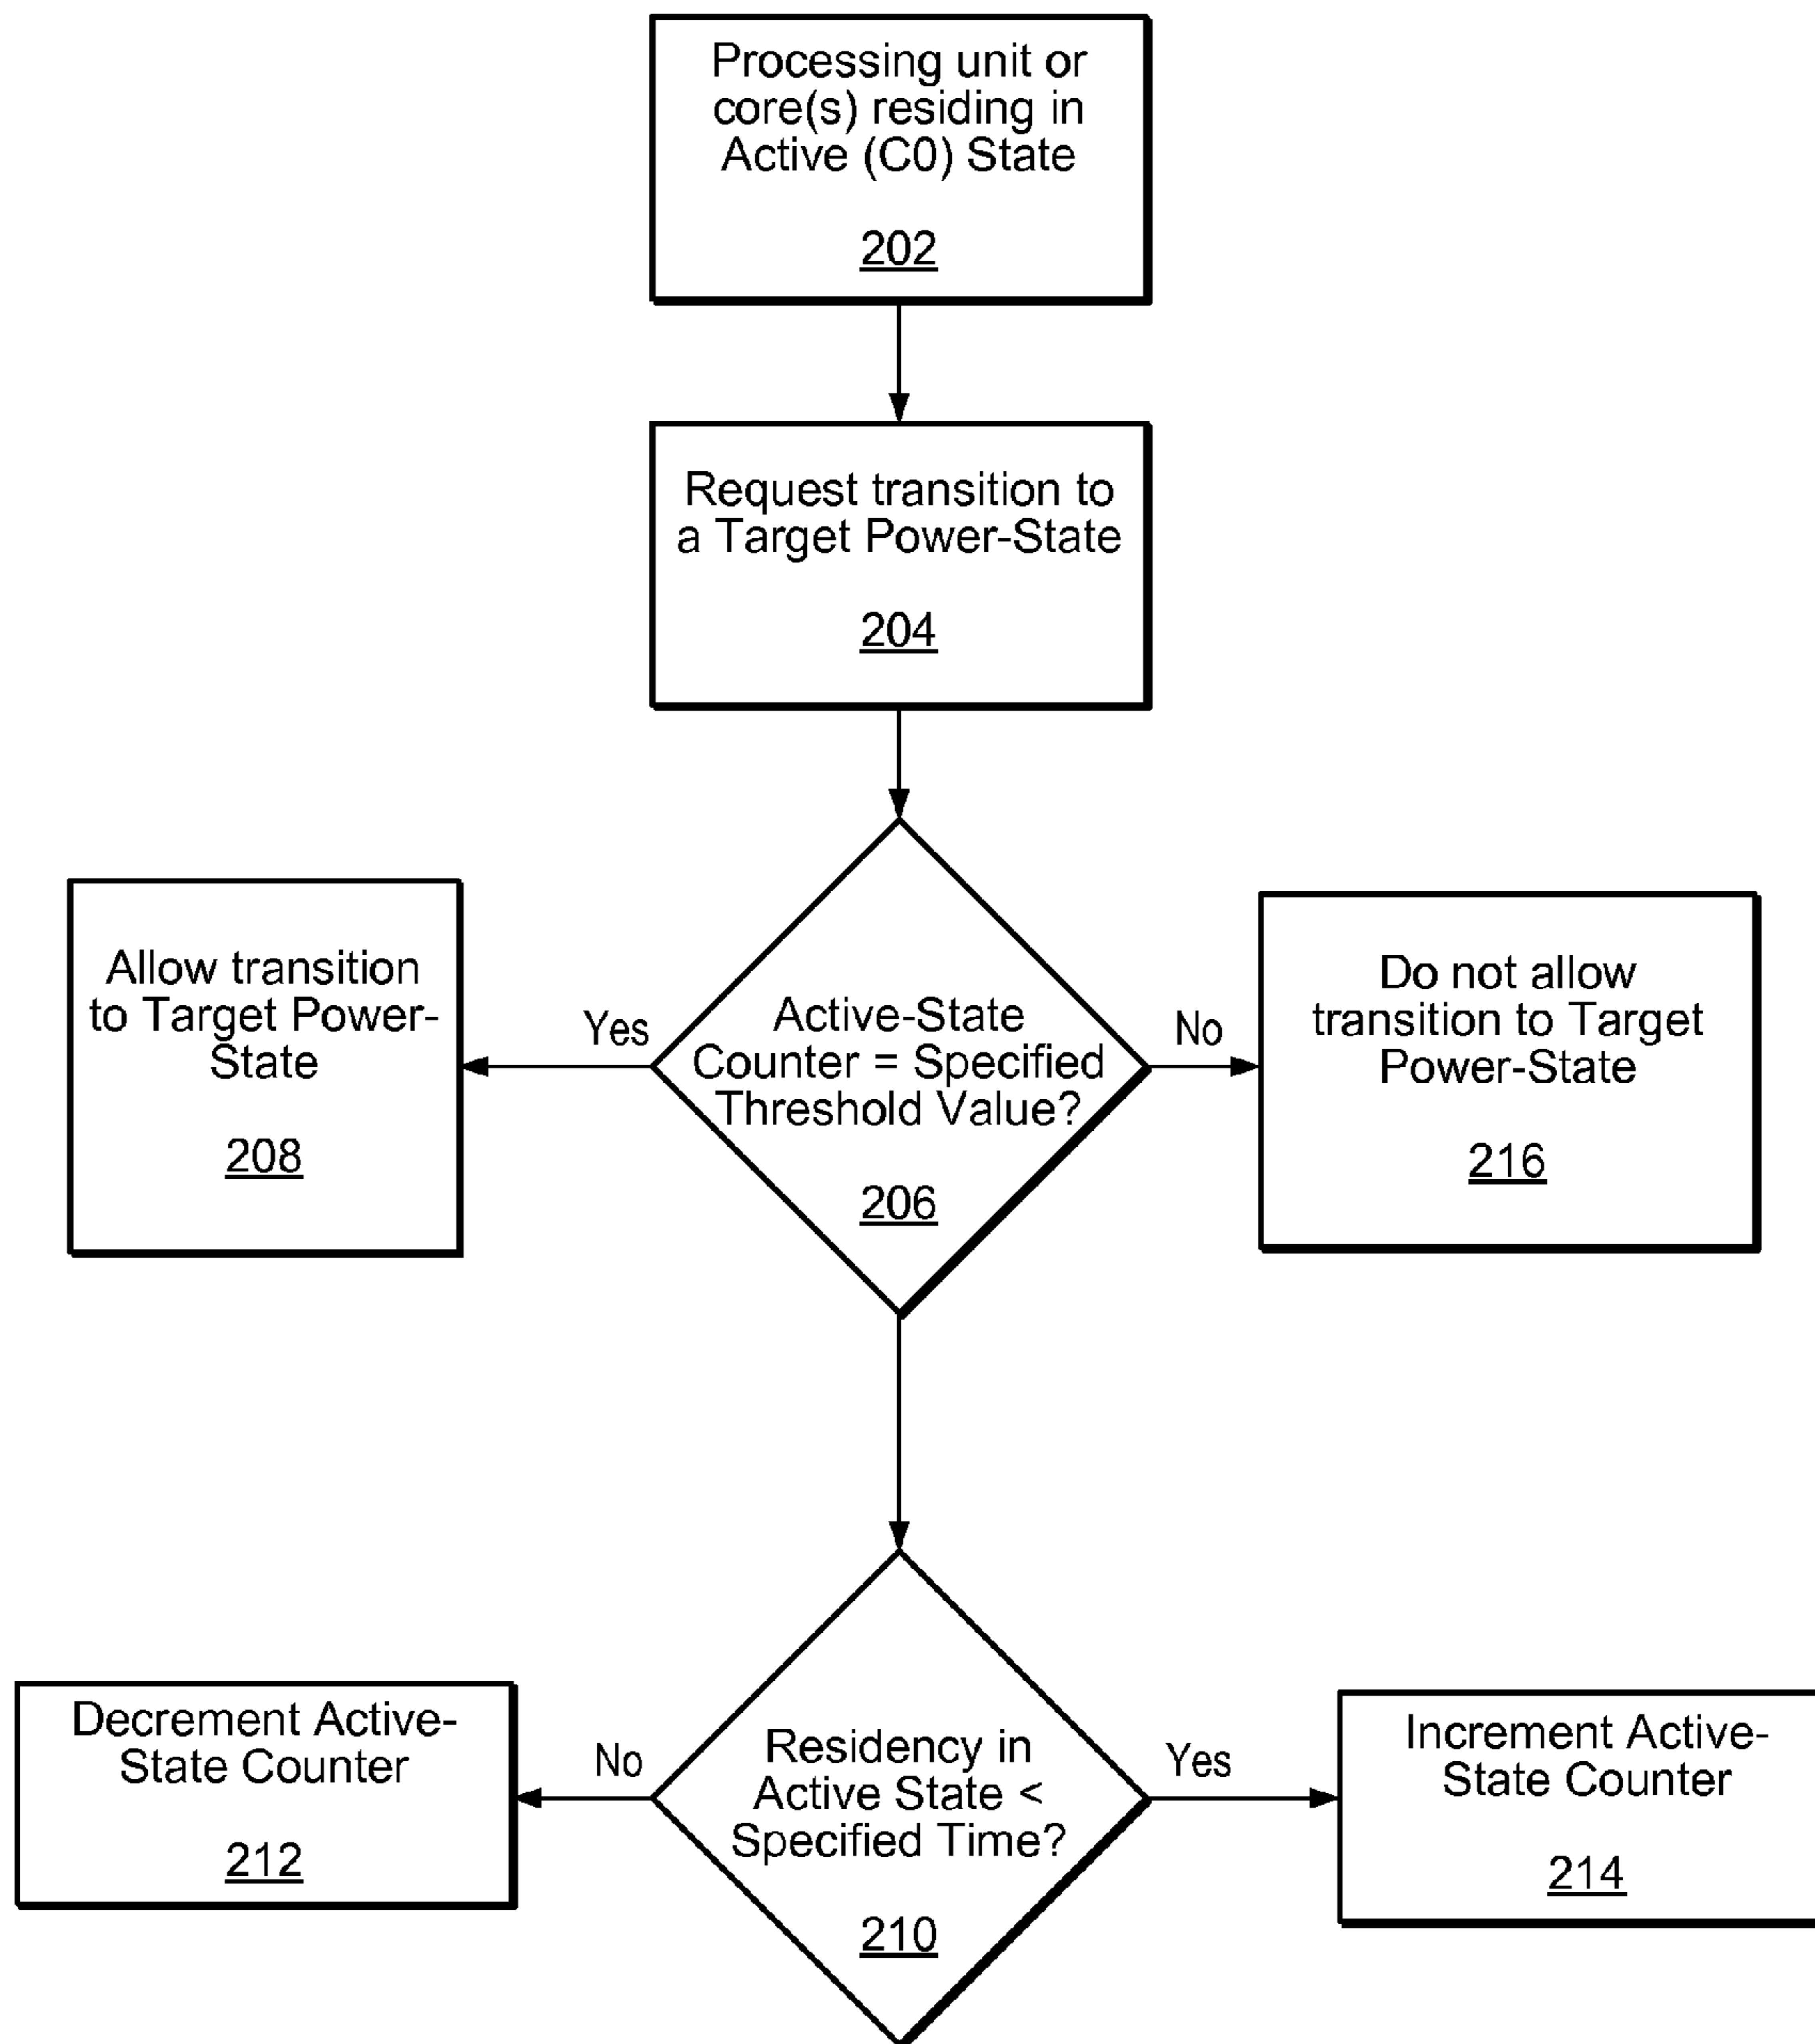 Processing unit or
core(s) residing in
Active (C0) State
202
Request transition to
a Target Power-State
204
Allow transition
to Target Power-
State
208
Yes
Active-State
Counter = Specified
Threshold Value?
206
No
Do not allow
transition to Target
Power-State
216
Decrement Active-
State Counter
212
No
Residency in
Active State <
Specified Time?
210
Yes
Increment Active-
State Counter
214